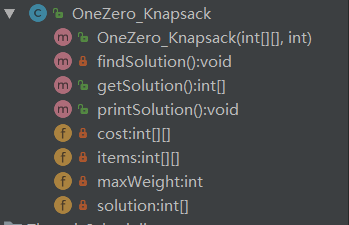 OneZero_Knapsack
OneZero_Knapsack(int[][], int)
findSolution():void
getSolution():int[]
printSolution():void
cost:int[][]
items:int[][]
maxWeight:int
solution:int[]